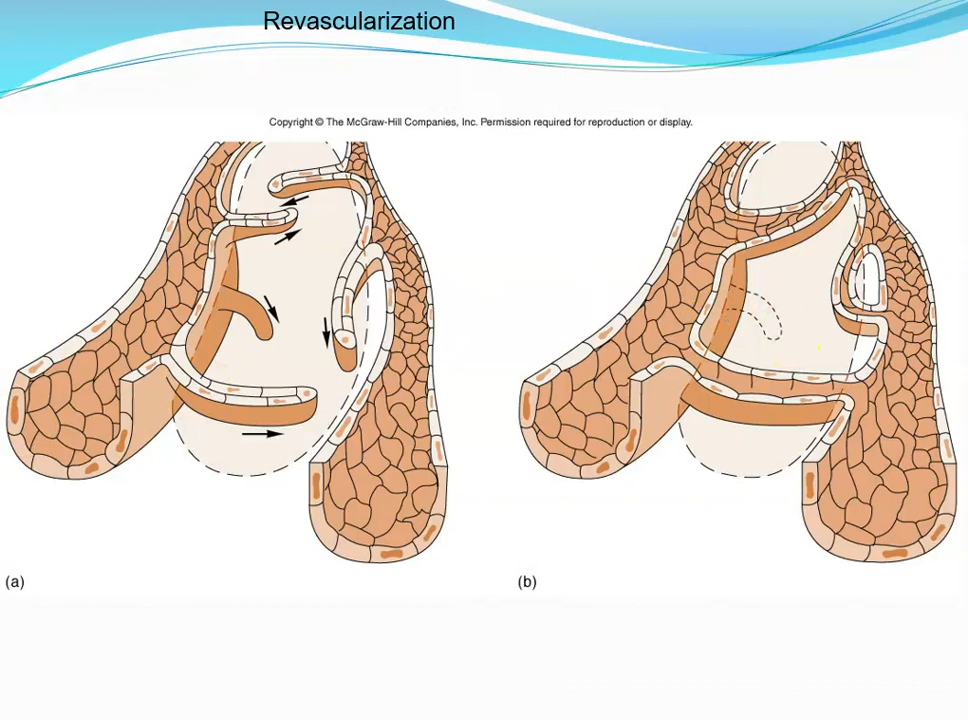 Revascularization
Copyright © The McGraw-Hill Companies, Inc. Permission required for reproduction or display.
(a)
(b)